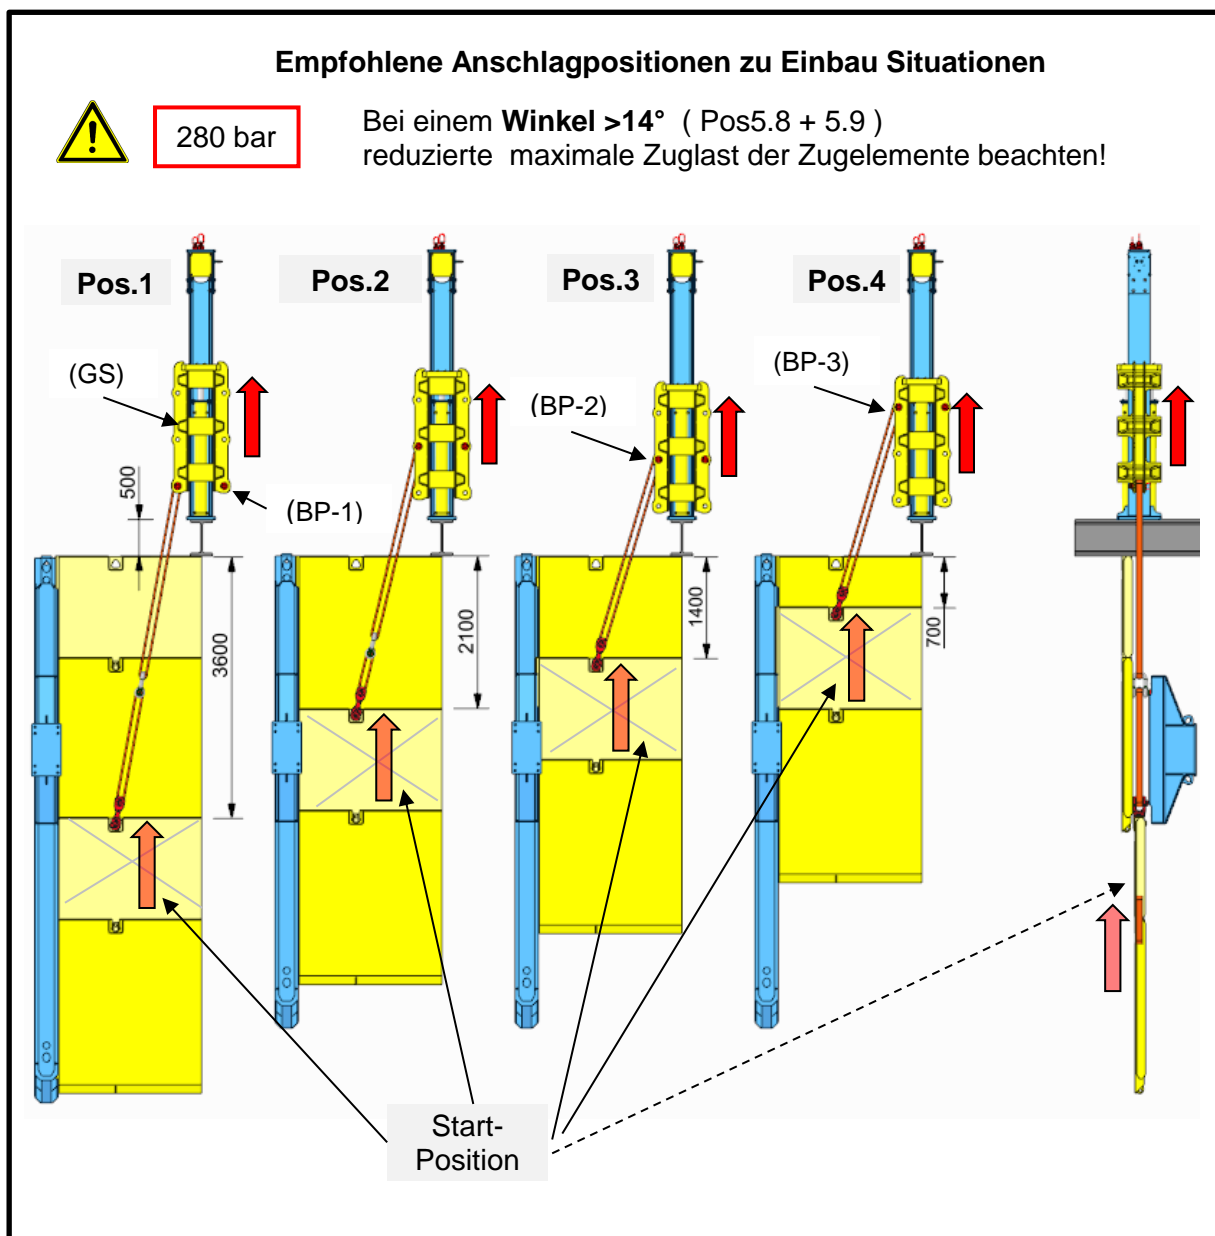 Empfohlene Anschlagpositionen zu Einbau Situationen
280 bar
Bei einem Winkel >14° ( Pos5.8 + 5.9 )
reduzierte maximale Zuglast der Zugelemente beachten!
Pos.1
Pos.2
Pos.3
Pos.4
(GS)
(BP-1)
(BP-2)
(BP-3)
500
3600
2100
1400
700
Start-
Position